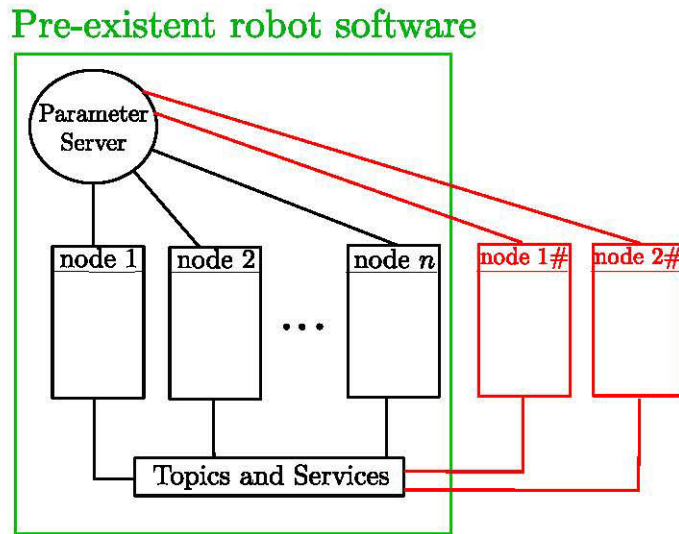 Pre-existent robot software
Parameter
Server
node 1
node 2
node n
node 1#
node 2#
...
Topics and Services